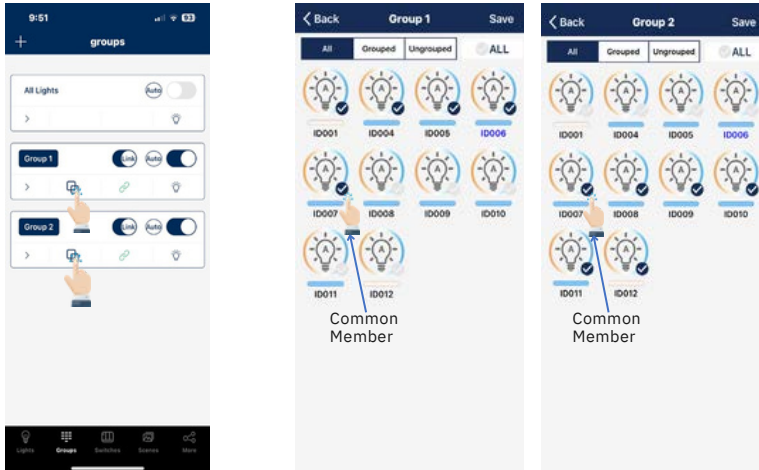 9:51
63
groups
All Lights
Auto
Group 1
Link
Auto
Group 2
Link
Auto
Lights
Groups
Switches
Scenes
More
Back
Group 1
Save
All
Grouped
Ungrouped
ALL
A
A
A
A
ID001
ID004
ID005
ID006
A
A
A
A
ID007
ID008
ID009
ID010
A
A
ID011
ID012
Common
Member
Back
Group 2
Save
All
Grouped
Ungrouped
ALL
A
A
A
A
ID001
ID004
ID005
ID006
A
A
A
A
ID007
ID008
ID009
ID010
A
A
ID011
ID012
Common
Member